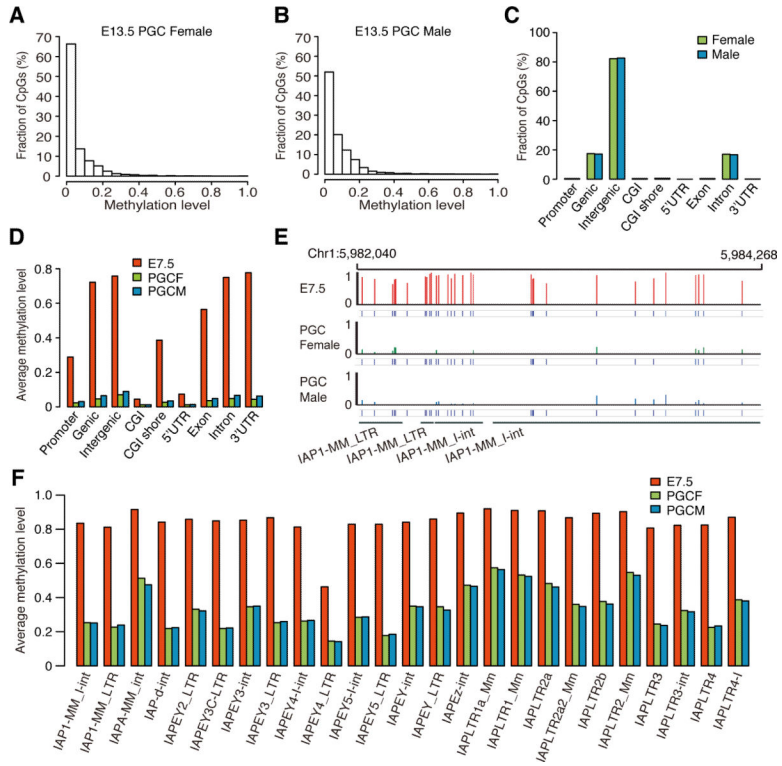 A
E13.5 PGC Female
Fraction of CpGs (%)
70
60
50
40
30
20
10
0
0 0.2 0.4 0.6 0.8 1.0
Methylation level
B
E13.5 PGC Male
Fraction of CpGs (%)
70
60
50
40
30
20
10
0
0 0.2 0.4 0.6 0.8 1.0
Methylation level
C
Female
Male
Fraction of CpGs (%)
100
80
60
40
20
0
Promoter
Genic
Intergenic
CGI
CGI shore
5'UTR
Exon
Intron
3'UTR
D
E7.5
PGCF
PGCM
Average methylation level
0.8
0.4
0.2
0
Promoter
Genic
Intergenic
CGI
CGI shore
5'UTR
Exon
Intron
3'UTR
E
Chr1:5,982,040
5,984,268
E7.5
1
0
PGC
Female
1
0
PGC
Male
1
0
IAP1-MM_LTR
IAP1-MM_LTR
IAP1-MM_I-int
IAP1-MM_I-int
F
E7.5
PGCF
PGCM
Average methylation level
1.0
0.8
0.6
0.4
0.2
0
IAP1-MM_I-int
IAP1-MM_LTR
IAPA-MM_int
IAP-d-int
IAPEY2_LTR
IAPEY3C-LTR
IAPEY3-int
IAPEY3_LTR
IAPEY4-I-int
IAPEY4_LTR
IAPEY5-I-int
IAPEY5_LTR
IAPEY-int
IAPEY_LTR
IAPEz-int
IAPLTR1a_Mm
IAPLTR1_Mm
IAPLTR2a
IAPLTR2a2_Mm
IAPLTR2b
IAPLTR2_Mm
IAPLTR3
IAPLTR3-int
IAPLTR4
IAPLTR4-I